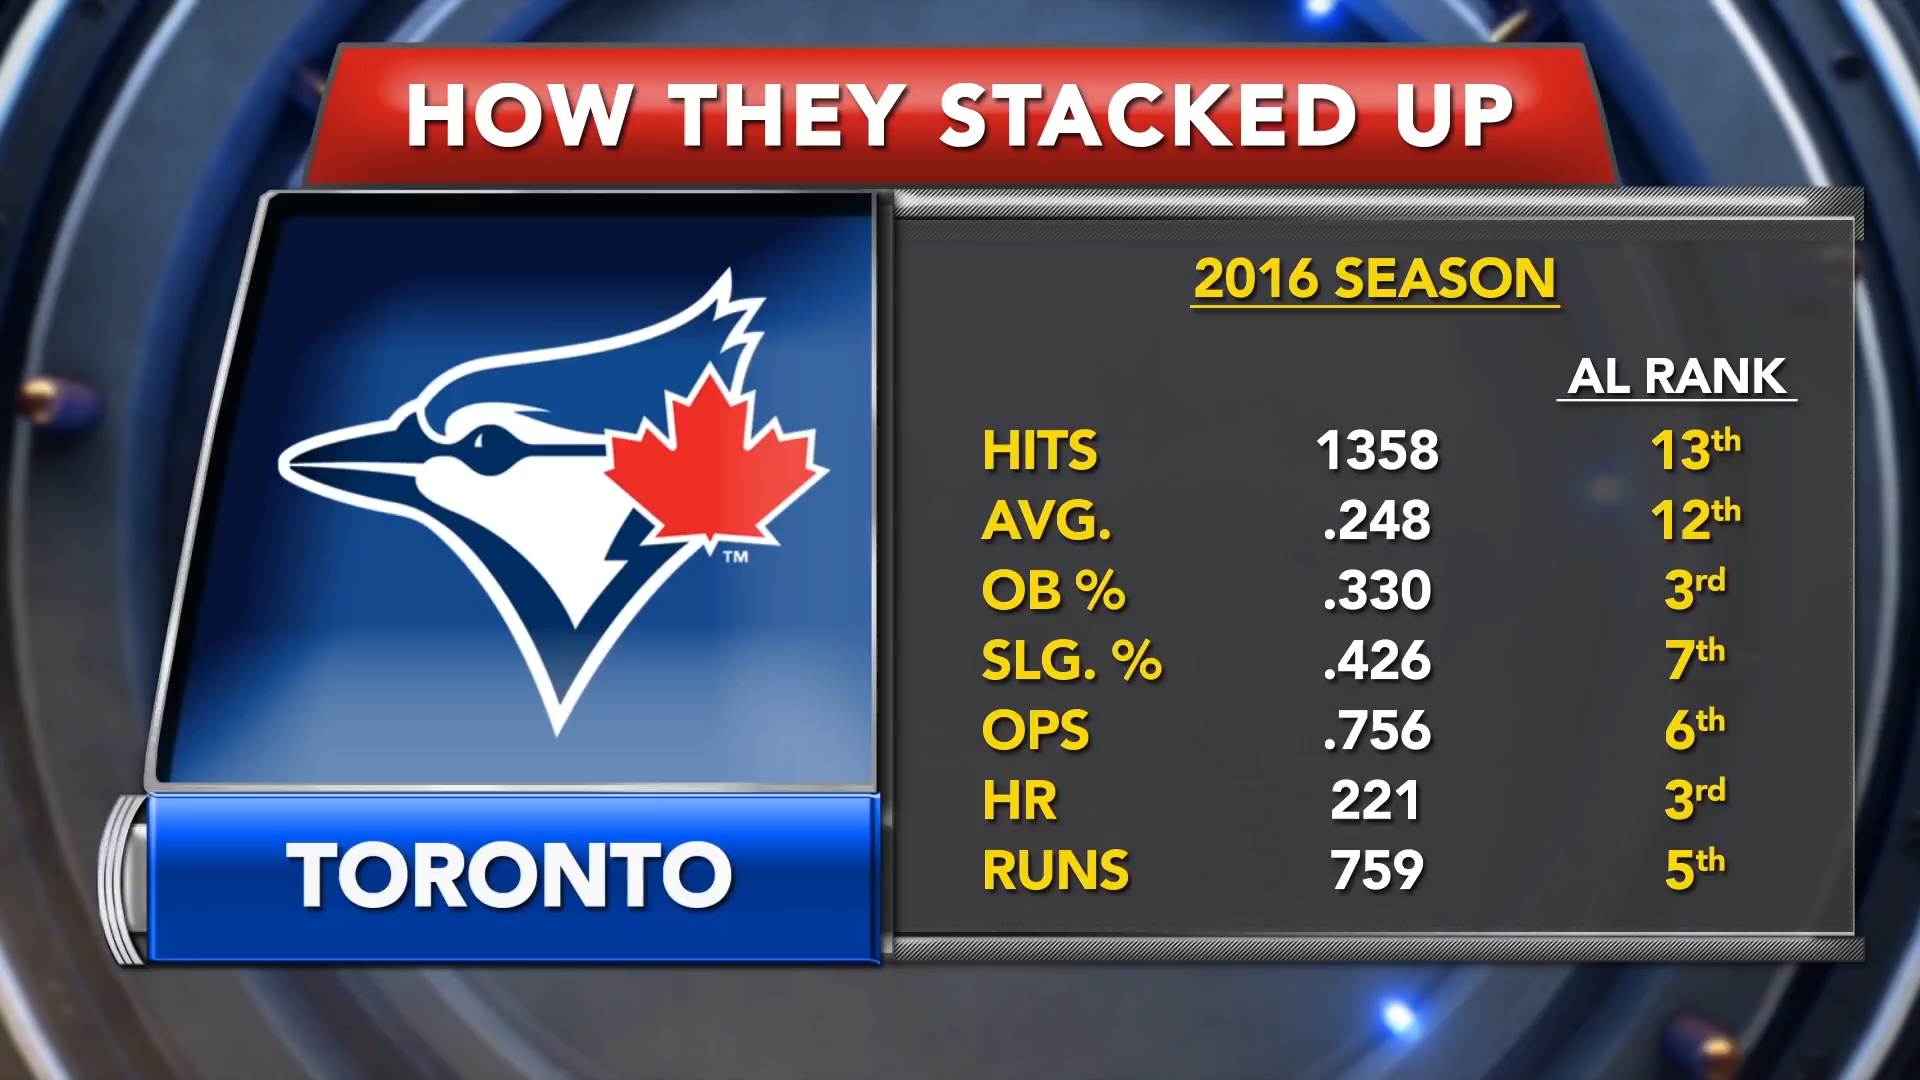 HOW THEY STACKED UP
TM
TORONTO
2016 SEASON
AL RANK
HITS 1358 13th
AVG. .248 12th
OB % .330 3rd
SLG. % .426 7th
OPS .756 6th
HR 221 3rd
RUNS 759 5th